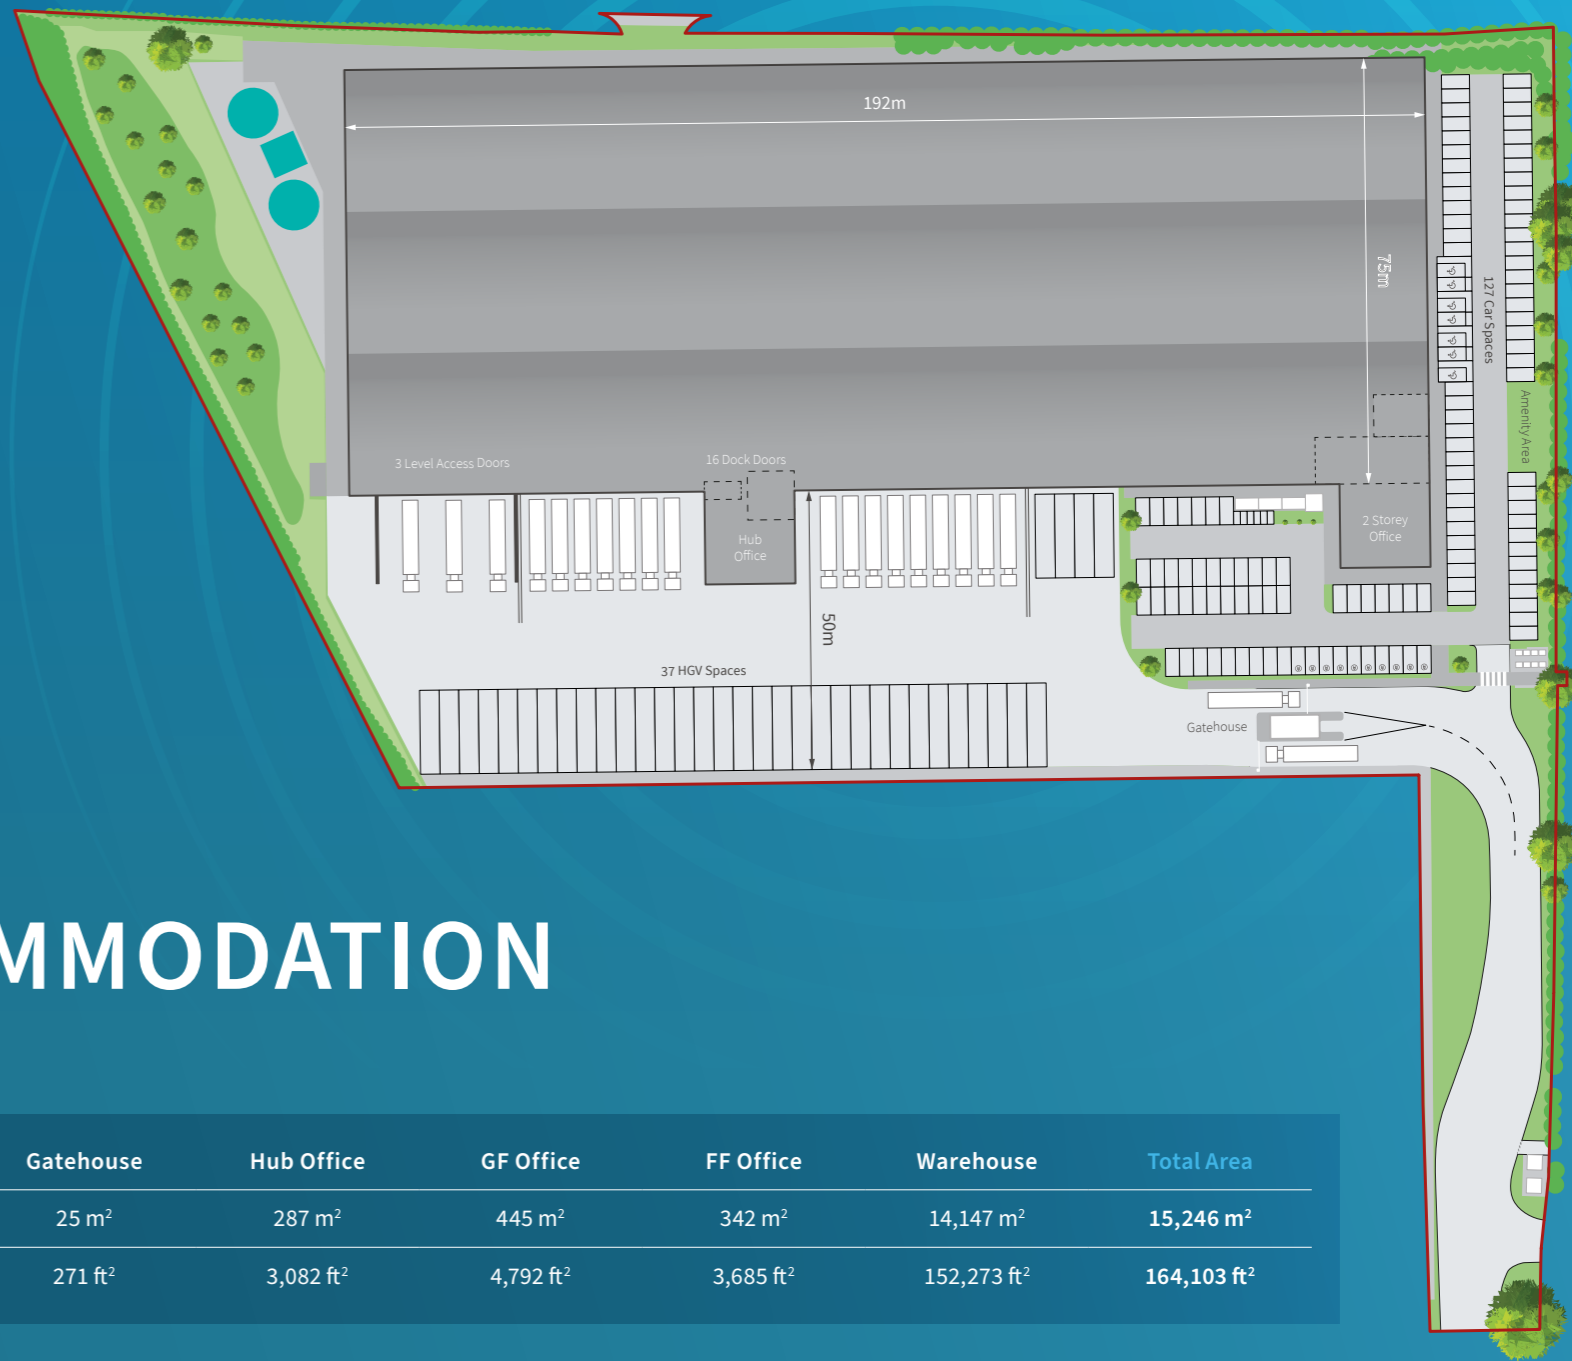 192m
75m
127 Car Spaces
Amenity Area
3 Level Access Doors
16 Dock Doors
Hub
Office
2 Storey
Office
50m
37 HGV Spaces
Gatehouse
MMODATION
Gatehouse Hub Office GF Office FF Office Warehouse Total Area
25 m² 287 m² 445 m² 342 m² 14,147 m² 15,246 m²
271 ft² 3,082 ft² 4,792 ft² 3,685 ft² 152,273 ft² 164,103 ft²